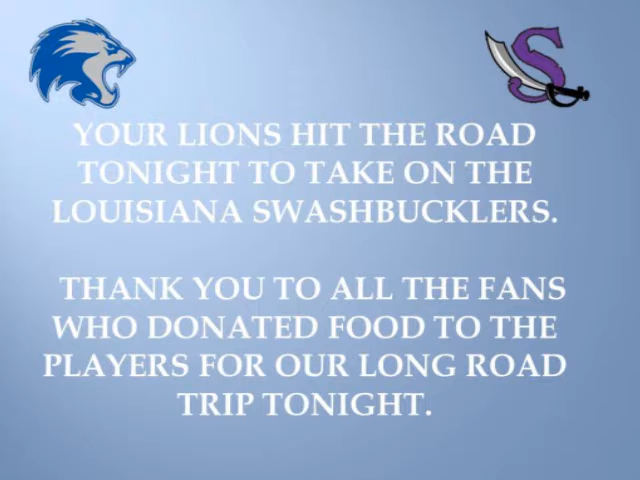 S
YOUR LIONS HIT THE ROAD
TONIGHT TO TAKE ON THE
LOUISIANA SWASHBUCKLERS.
THANK YOU TO ALL THE FANS
WHO DONATED FOOD TO THE
PLAYERS FOR OUR LONG ROAD
TRIP TONIGHT.